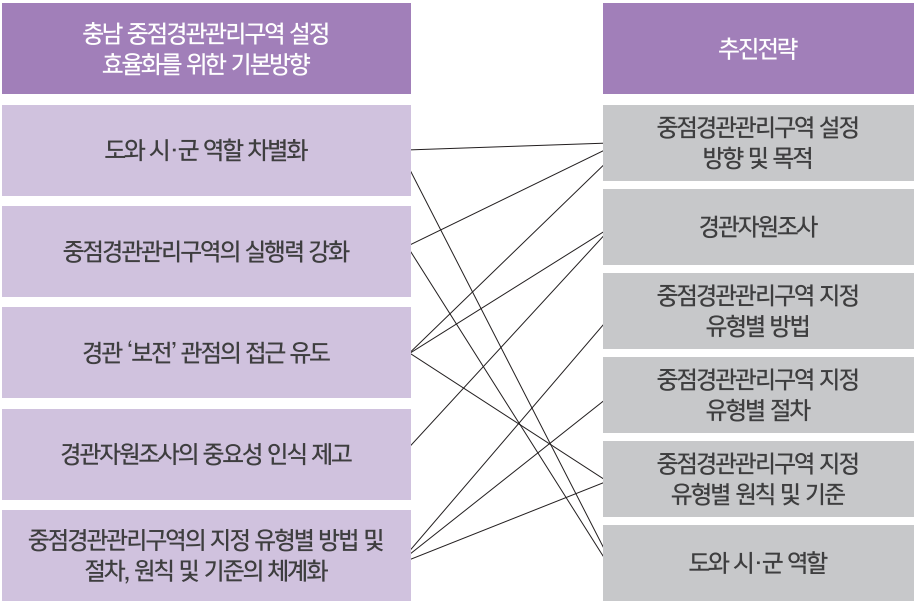 충남 중점경관관리구역 설정
효율화를 위한 기본방향
도와 시·군 역할 차별화
중점경관관리구역의 실행력 강화
경관 ‘보전’ 관점의 접근 유도
경관자원조사의 중요성 인식 제고
중점경관관리구역의 지정 유형별 방법 및
절차, 원칙 및 기준의 체계화
추진전략
중점경관관리구역 설정
방향 및 목적
경관자원조사
중점경관관리구역 지정
유형별 방법
중점경관관리구역 지정
유형별 절차
중점경관관리구역 지정
유형별 원칙 및 기준
도와 시·군 역할